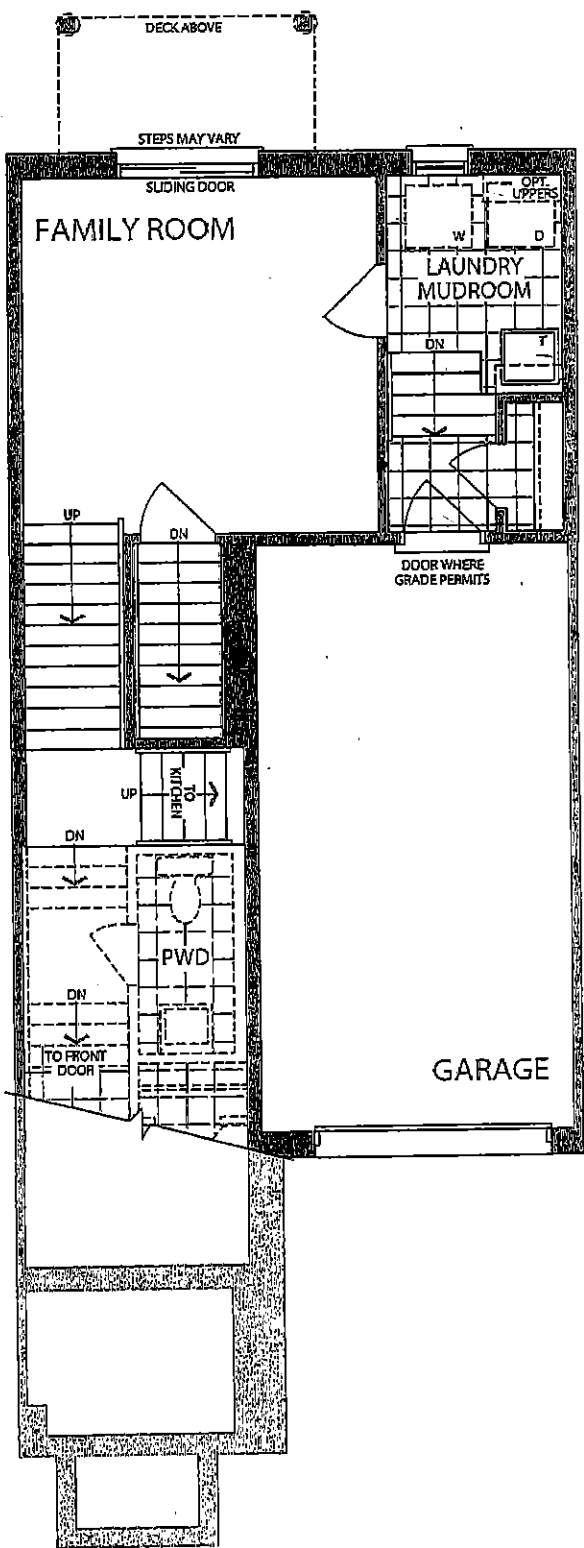 DECK ABOVE
STEPS MAY VARY
SLIDING DOOR
FAMILY ROOM
OPT.
UPPERS
W
D
LAUNDRY
MUDROOM
DN
T
UP
DN
DOOR WHERE
GRADE PERMITS
UP
TO
KITCHEN
DN
PWD
DN
TO FRONT
DOOR
GARAGE